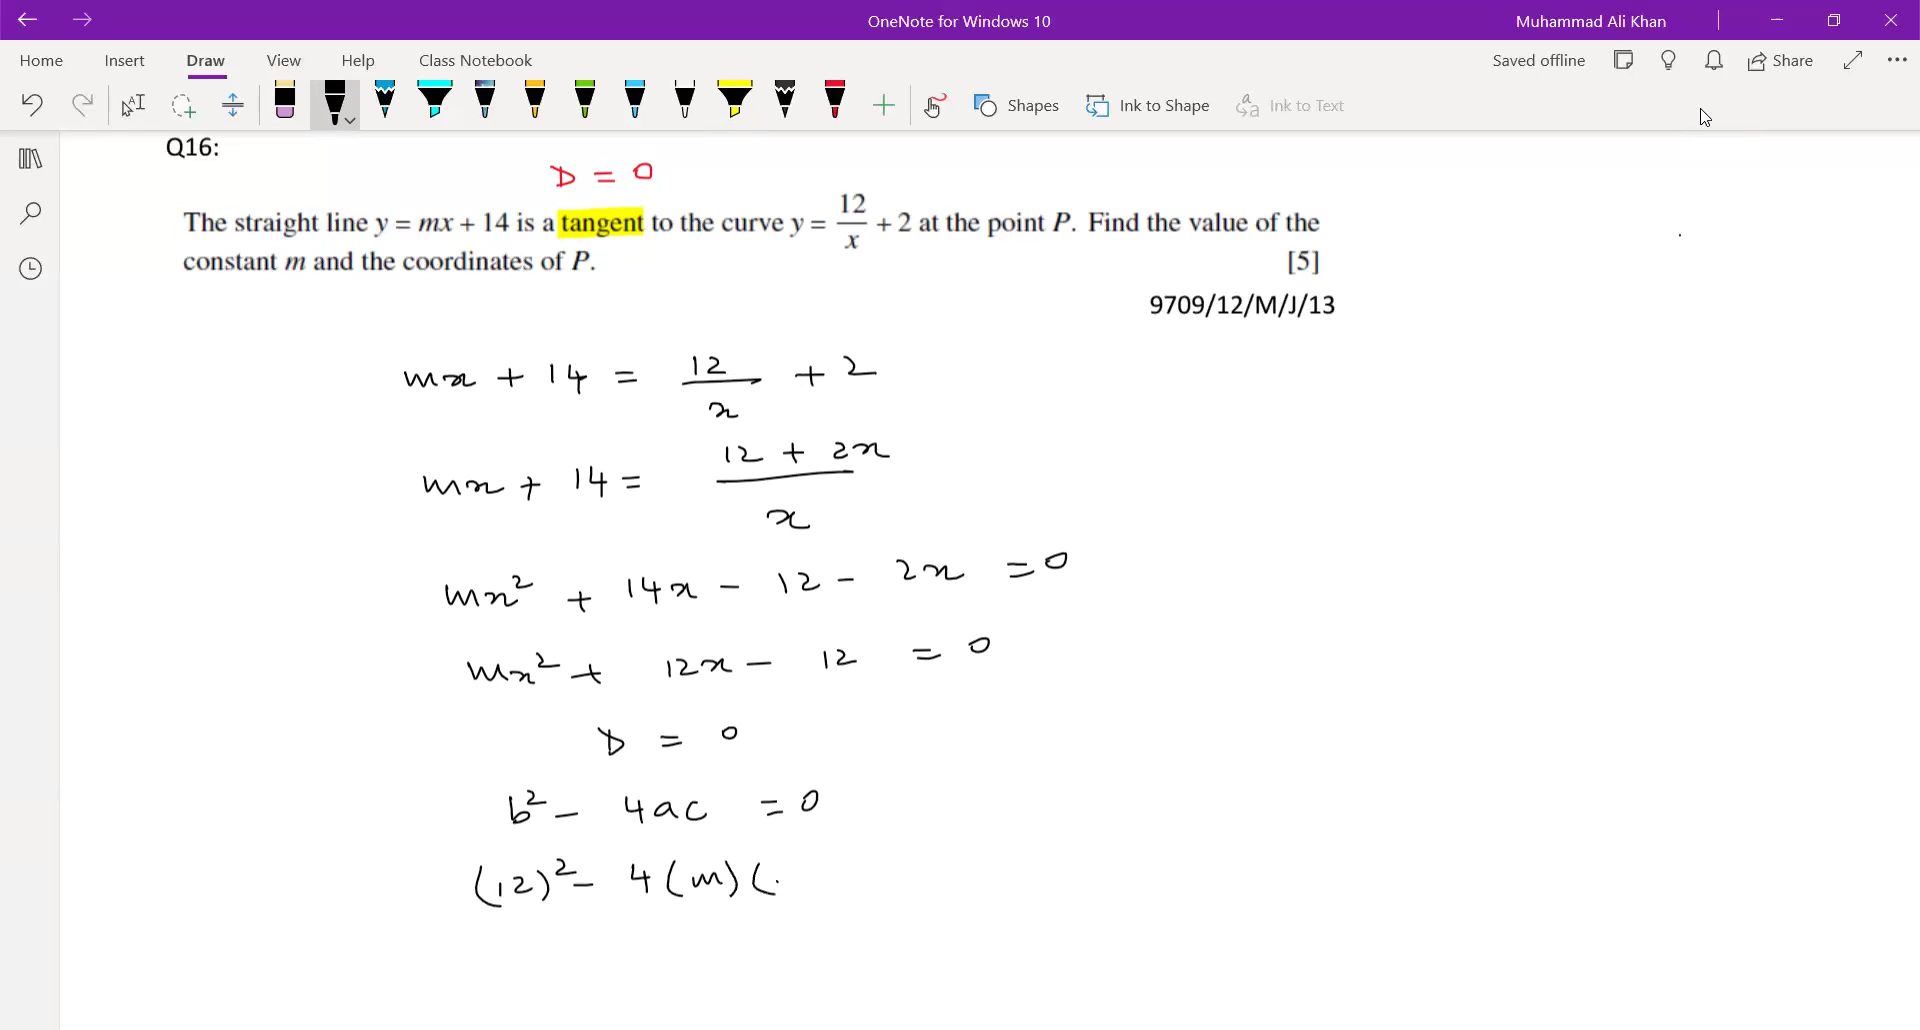 OneNote for Windows 10
Muhammad Ali Khan
Home Insert Draw View Help Class Notebook
Saved offline Share
Shapes Ink to Shape Ink to Text
Q16:
D = 0
The straight line y = mx + 14 is a tangent to the curve y = 12/x + 2 at the point P. Find the value of the
constant m and the coordinates of P. [5]
9709/12/M/J/13
mx + 14 = 12/x + 2
mx + 14 = (12 + 2x)/x
mx² + 14x - 12 - 2x = 0
mx² + 12x - 12 = 0
D = 0
b² - 4ac = 0
(12)² - 4(m)(